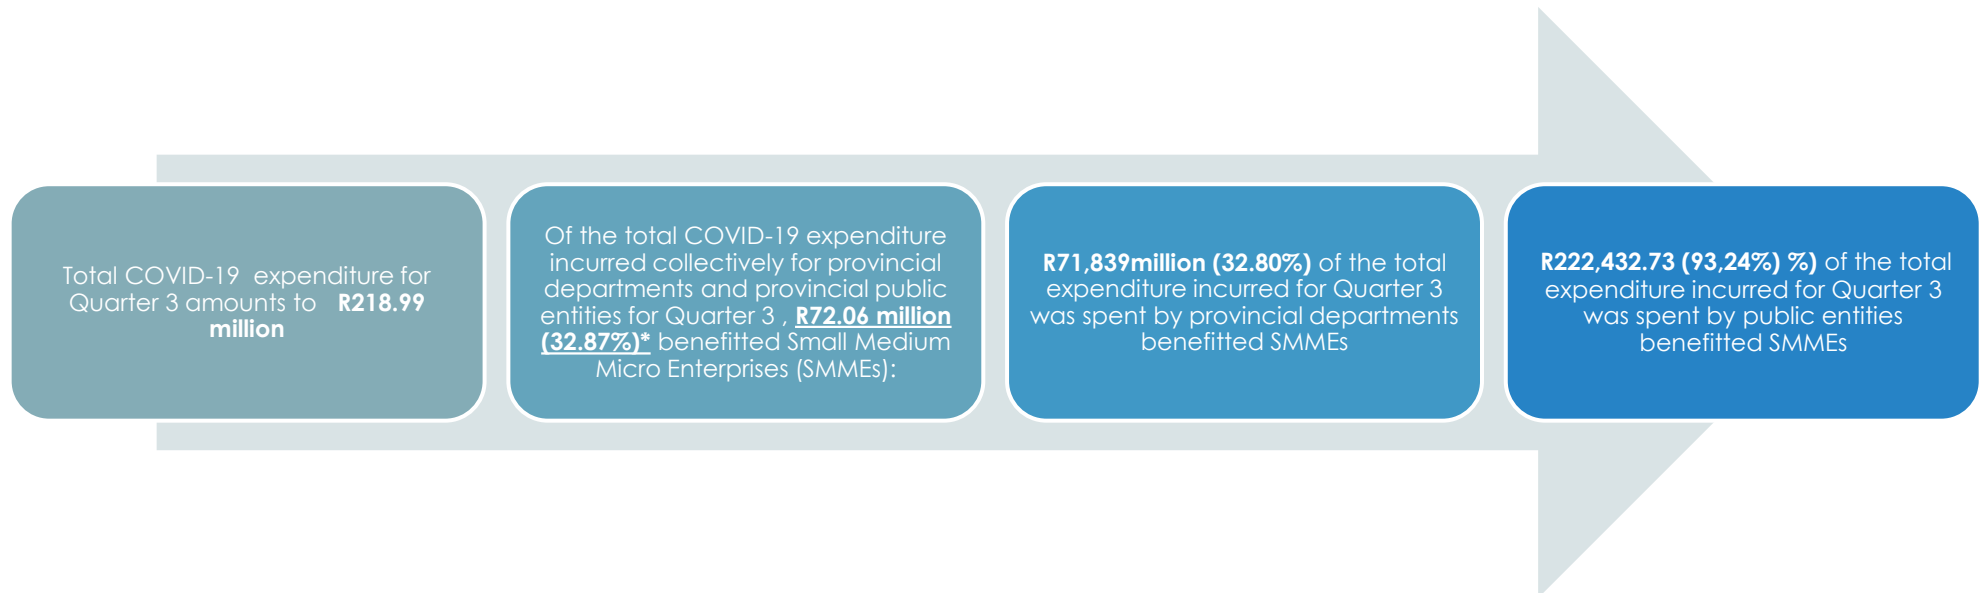 Total COVID-19 expenditure for
Quarter 3 amounts to R218.99
million
Of the total COVID-19 expenditure
incurred collectively for provincial
departments and provincial public
entities for Quarter 3 , R72.06 million
(32.87%)* benefitted Small Medium
Micro Enterprises (SMMEs):
R71,839million (32.80%) of the total
expenditure incurred for Quarter 3
was spent by provincial departments
benefitted SMMEs
R222,432.73 (93,24%) %) of the total
expenditure incurred for Quarter 3
was spent by public entities
benefitted SMMEs